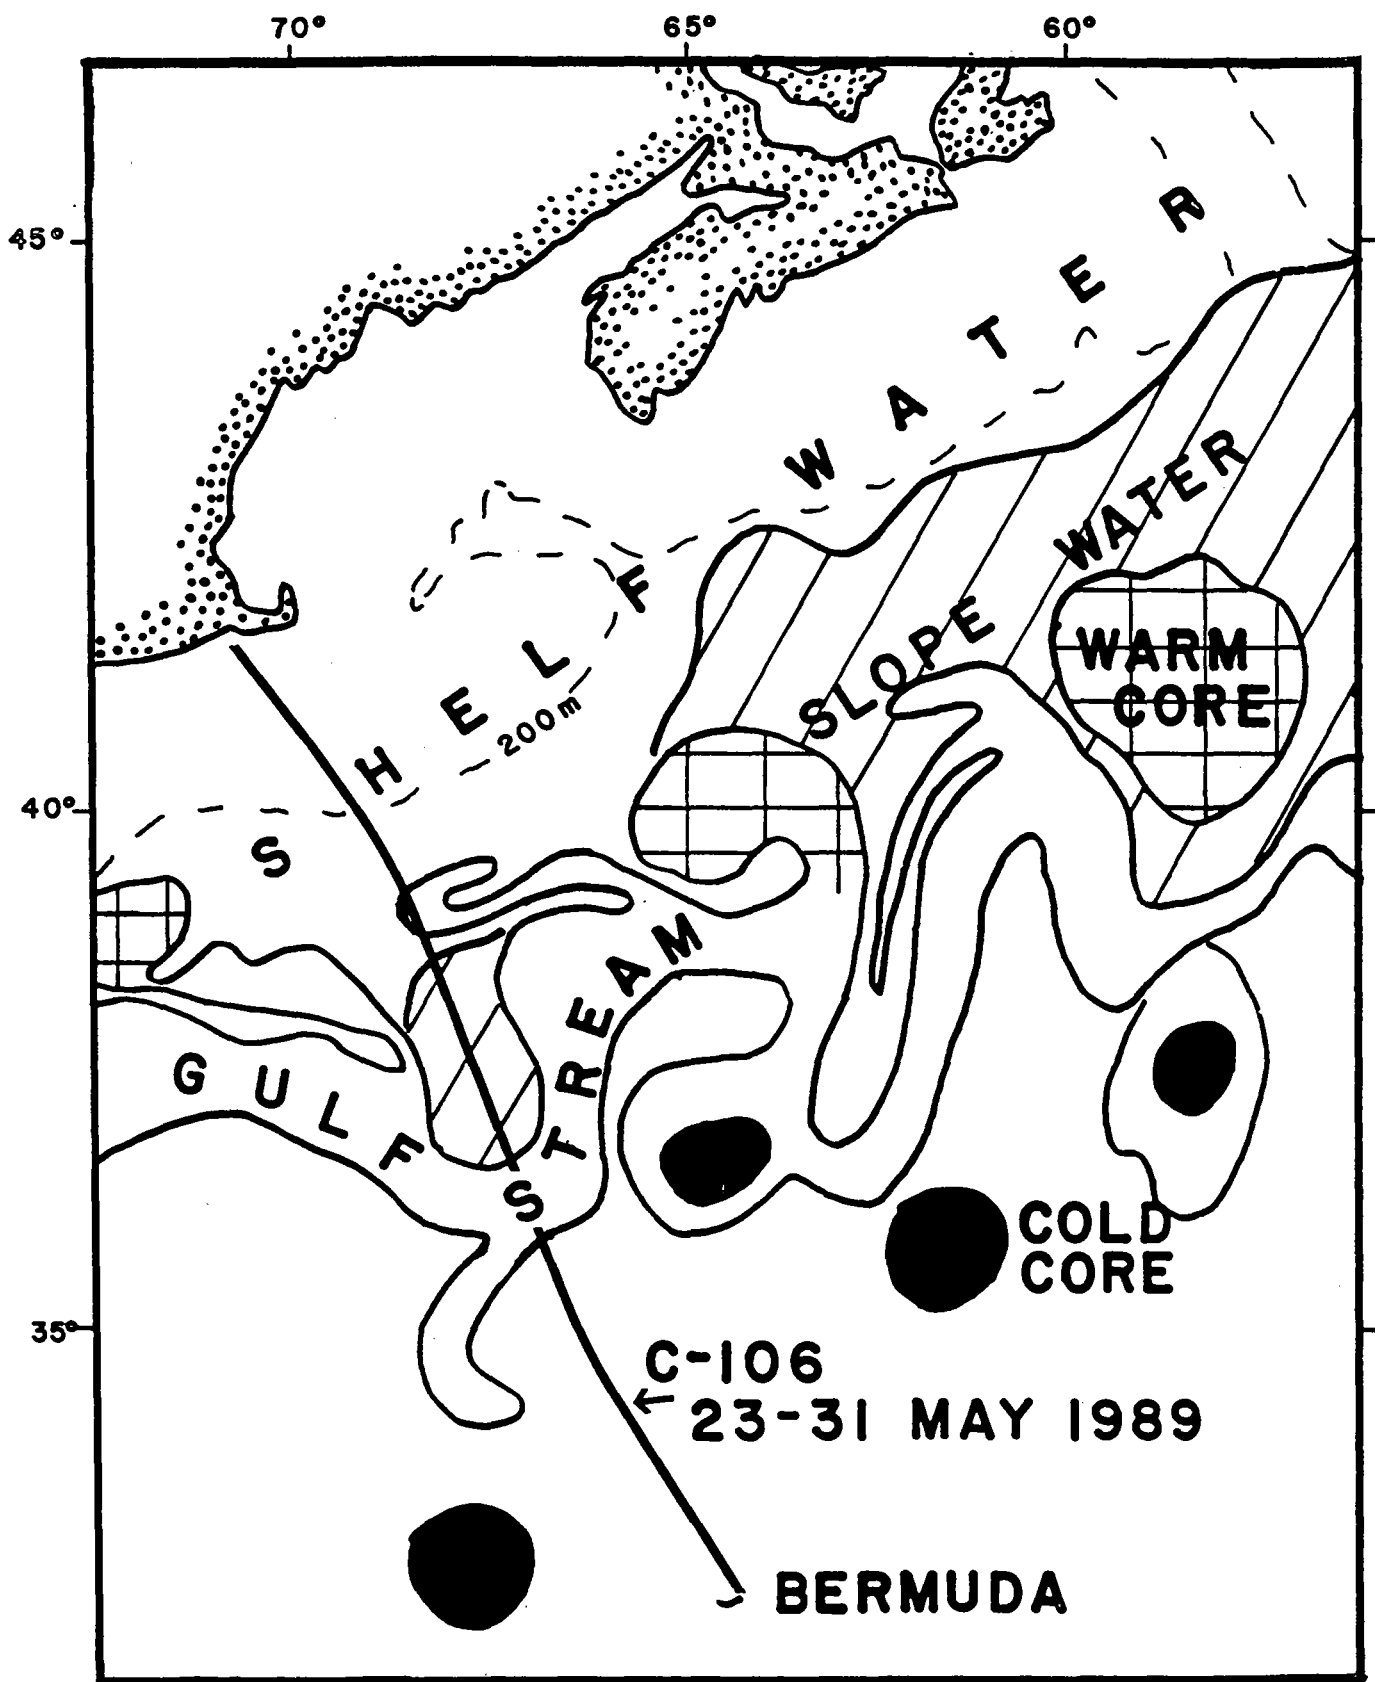 70° 65° 60°
45°
40°
35°
SHELF WATER
200m
SLOPE WATER
WARM
CORE
GULF STREAM
COLD
CORE
C-106
23-31 MAY 1989
BERMUDA